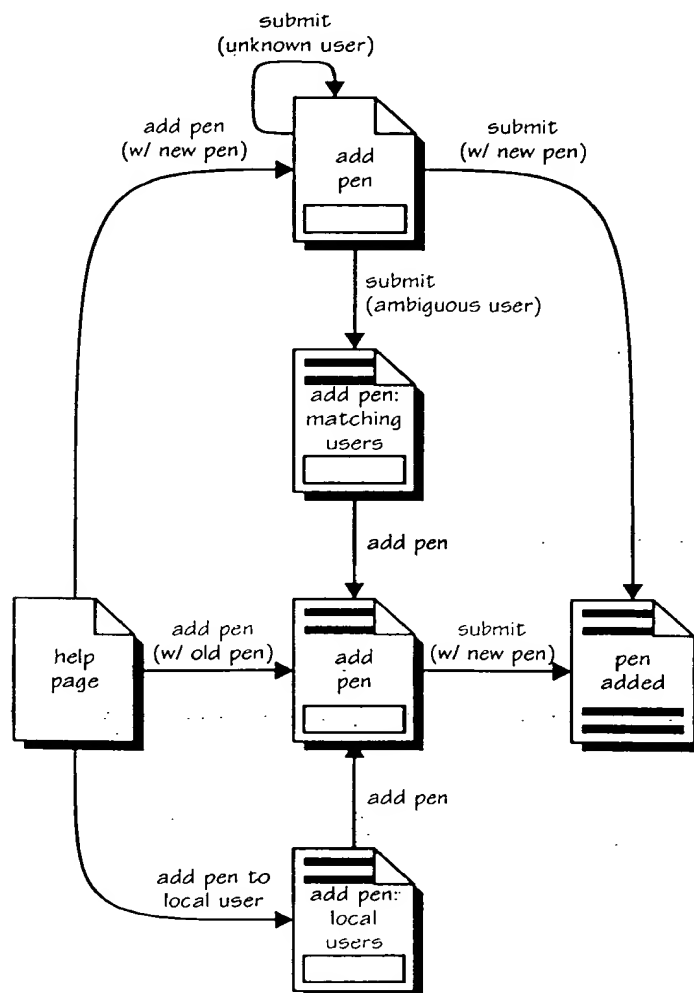 submit
(unknown user)
add pen
(w/ new pen)
add
pen
submit
(w/ new pen)
submit
(ambiguous user)
add pen:
matching
users
add pen
help
page
add pen
(w/ old pen)
add
pen
submit
(w/ new pen)
pen
added
add pen
add pen to
local user
add pen:
local
users